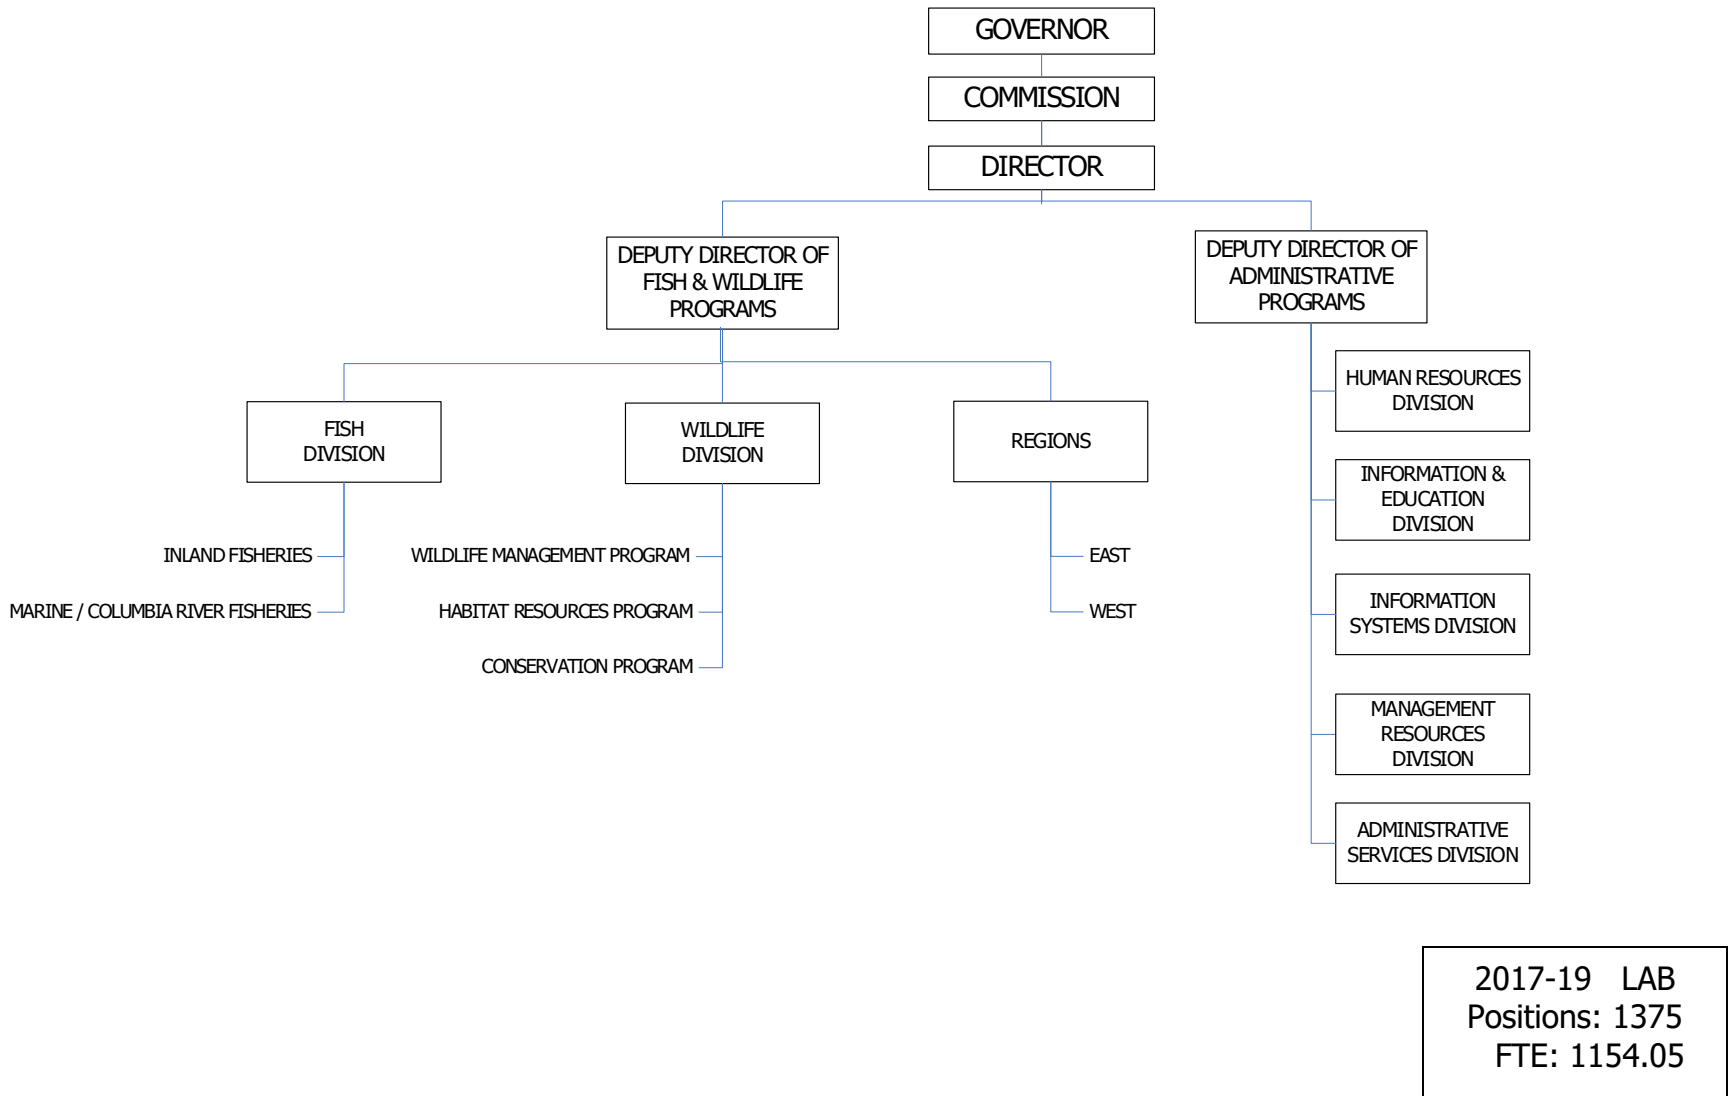 GOVERNOR
COMMISSION
DIRECTOR
DEPUTY DIRECTOR OF
FISH & WILDLIFE
PROGRAMS
DEPUTY DIRECTOR OF
ADMINISTRATIVE
PROGRAMS
FISH
DIVISION
WILDLIFE
DIVISION
REGIONS
INLAND FISHERIES
MARINE / COLUMBIA RIVER FISHERIES
WILDLIFE MANAGEMENT PROGRAM
HABITAT RESOURCES PROGRAM
CONSERVATION PROGRAM
EAST
WEST
HUMAN RESOURCES
DIVISION
INFORMATION &
EDUCATION
DIVISION
INFORMATION
SYSTEMS DIVISION
MANAGEMENT
RESOURCES
DIVISION
ADMINISTRATIVE
SERVICES DIVISION
2017-19 LAB
Positions: 1375
FTE: 1154.05